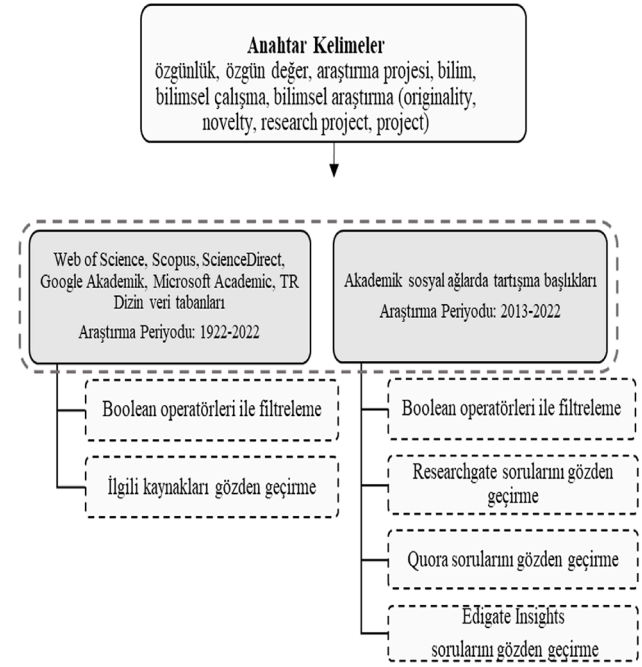 Anahtar Kelimeler
özgünlük, özgün değer, araştırma projesi, bilim,
bilimsel çalışma, bilimsel araştırma (originality,
novelty, research project, project)
Web of Science, Scopus, ScienceDirect,
Google Akademik, Microsoft Academic, TR
Dizin veri tabanları
Araştırma Periyodu: 1922-2022
Akademik sosyal ağlarda tartışma başlıkları
Araştırma Periyodu: 2013-2022
Boolean operatörleri ile filtreleme
İlgili kaynakları gözden geçirme
Boolean operatörleri ile filtreleme
Researchgate sorularını gözden
geçirme
Quora sorularını gözden geçirme
Edigate Insights
sorularını gözden geçirme